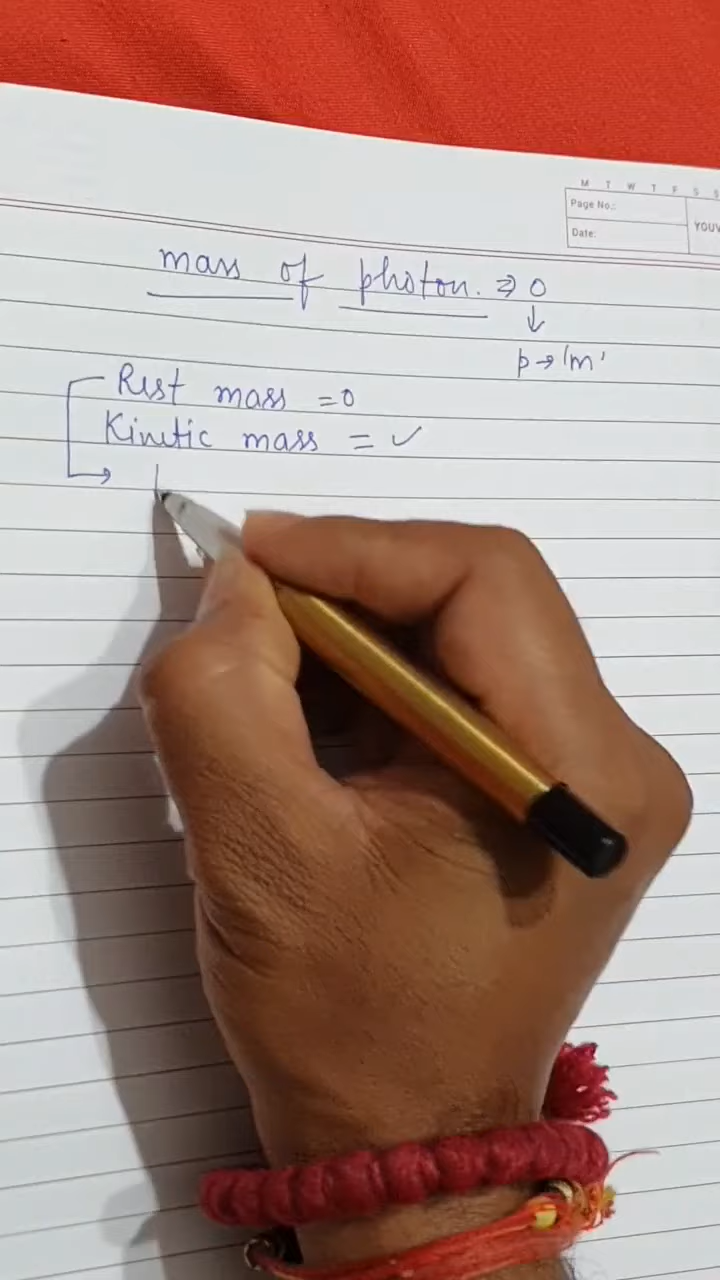 M T W T F S S
Page No.:
Date:
YOUV
mass of photon. ⇒ 0
↓
p → 'm'
Rest mass = 0
Kinetic mass = ✓